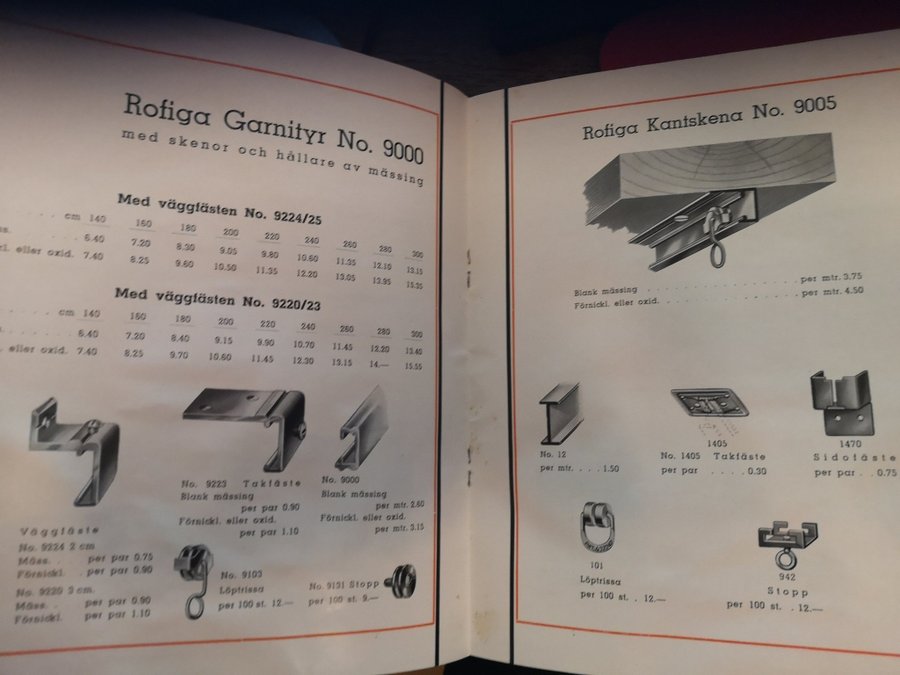 Rofiga Garnityr No. 9000
med skenor och hållare av mässing
Med väggfästen No. 9224/25
cm 140 160 180 200 220 240 260 280 300
6.40 7.20 8.30 9.05 9.80 10.60 11.35 12.10 13.15
eller oxid. 7.40 8.25 9.60 10.50 11.35 12.20 13.05 13.95 15.35
Med väggfästen No. 9220/23
cm 140 160 180 200 220 240 260 280 300
6.40 7.20 8.40 9.15 9.90 10.70 11.45 12.20 13.40
eller oxid. 7.40 8.25 9.70 10.60 11.45 12.30 13.15 14.— 15.55
No. 9223 Takfäste
Blank mässing
per par 0.90
Förnickl. eller oxid.
per par 1.10
No. 9000
Blank mässing
per mtr. 2.60
Förnickl. eller oxid.
per mtr. 3.15
Väggfäste
No. 9224 2 cm
Mäss. . per par 0.75
Förnickl. per par 0.90
No. 9220 3 cm.
Mäss. . per par 0.90
Förnickl. per par 1.10
No. 9103
Löptrissa
per 100 st. 12.—
No. 9151 Stopp
per 100 st. 9.—
Rofiga Kantskena No. 9005
Blank mässing . . . . . . . . . . . . . . per mtr. 3.75
Förnickl. eller oxid. . . . . . . . . . . . . per mtr. 4.50
No. 12
per mtr. . . . 1.50
1405
No. 1405 Takfäste
per par . . . . 0.30
1470
Sidofäste
per par . . 0.75
101
Löptrissa
per 100 st. . 12.—
942
Stopp
per 100 st. . 12.—